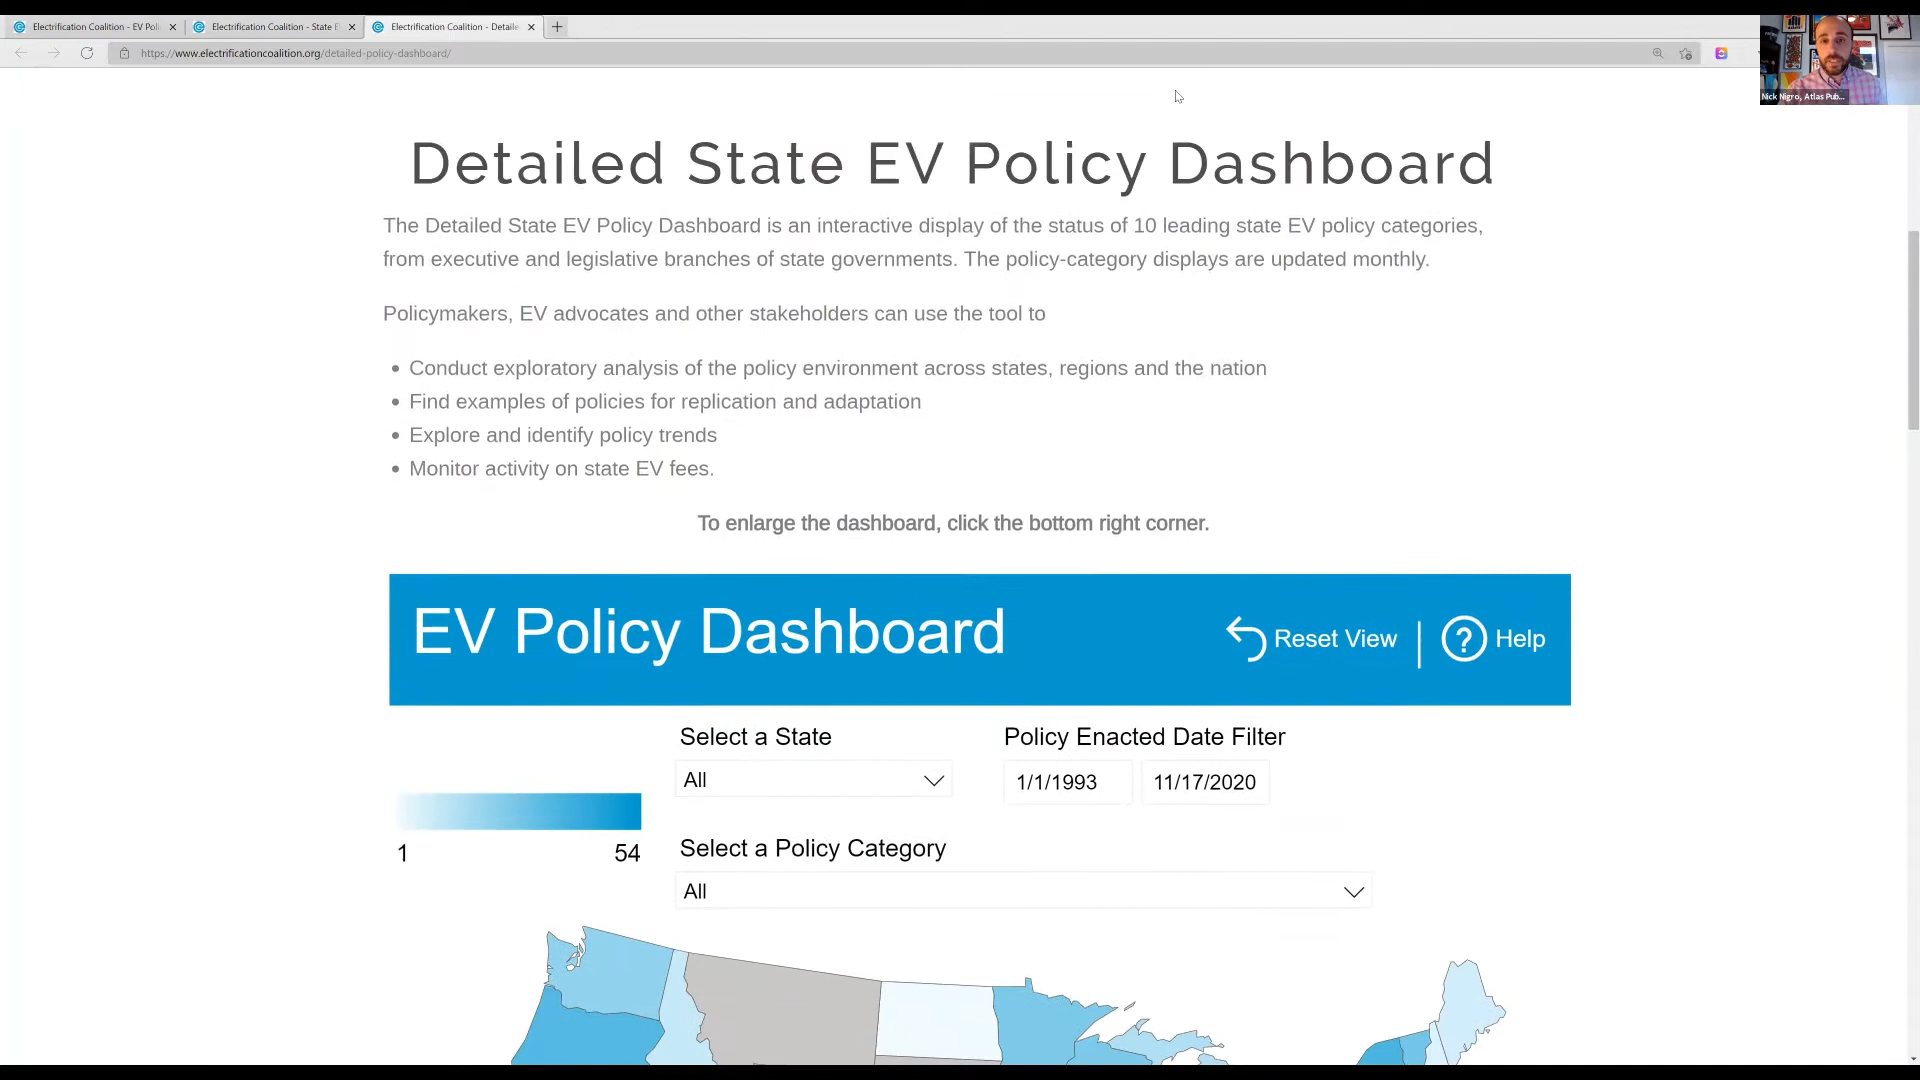 Electrification Coalition - EV Poli
Electrification Coalition - State E
Electrification Coalition - Detaile
https://www.electrificationcoalition.org/detailed-policy-dashboard/
Nick Nigro, Atlas Pub...
Detailed State EV Policy Dashboard
The Detailed State EV Policy Dashboard is an interactive display of the status of 10 leading state EV policy categories,
from executive and legislative branches of state governments. The policy-category displays are updated monthly.
Policymakers, EV advocates and other stakeholders can use the tool to
• Conduct exploratory analysis of the policy environment across states, regions and the nation
• Find examples of policies for replication and adaptation
• Explore and identify policy trends
• Monitor activity on state EV fees.
To enlarge the dashboard, click the bottom right corner.
EV Policy Dashboard
Reset View
? Help
Select a State
All
Policy Enacted Date Filter
1/1/1993
11/17/2020
1
54
Select a Policy Category
All